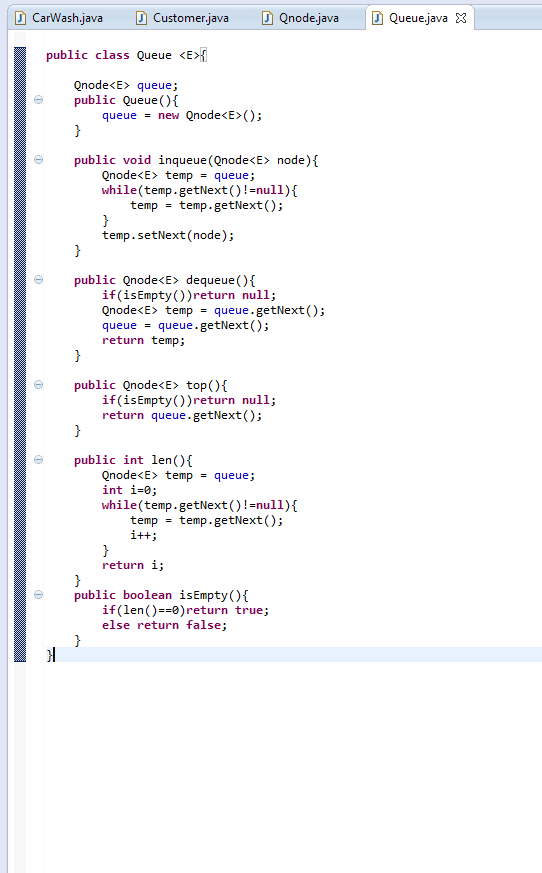 CarWash.java Customer.java Qnode.java Queue.java
public class Queue <E>{
Qnode<E> queue;
public Queue(){
queue = new Qnode<E>();
}
public void inqueue(Qnode<E> node){
Qnode<E> temp = queue;
while(temp.getNext()!=null){
temp = temp.getNext();
}
temp.setNext(node);
}
public Qnode<E> dequeue(){
if(isEmpty())return null;
Qnode<E> temp = queue.getNext();
queue = queue.getNext();
return temp;
}
public Qnode<E> top(){
if(isEmpty())return null;
return queue.getNext();
}
public int len(){
Qnode<E> temp = queue;
int i=0;
while(temp.getNext()!=null){
temp = temp.getNext();
i++;
}
return i;
}
public boolean isEmpty(){
if(len()==0)return true;
else return false;
}
}